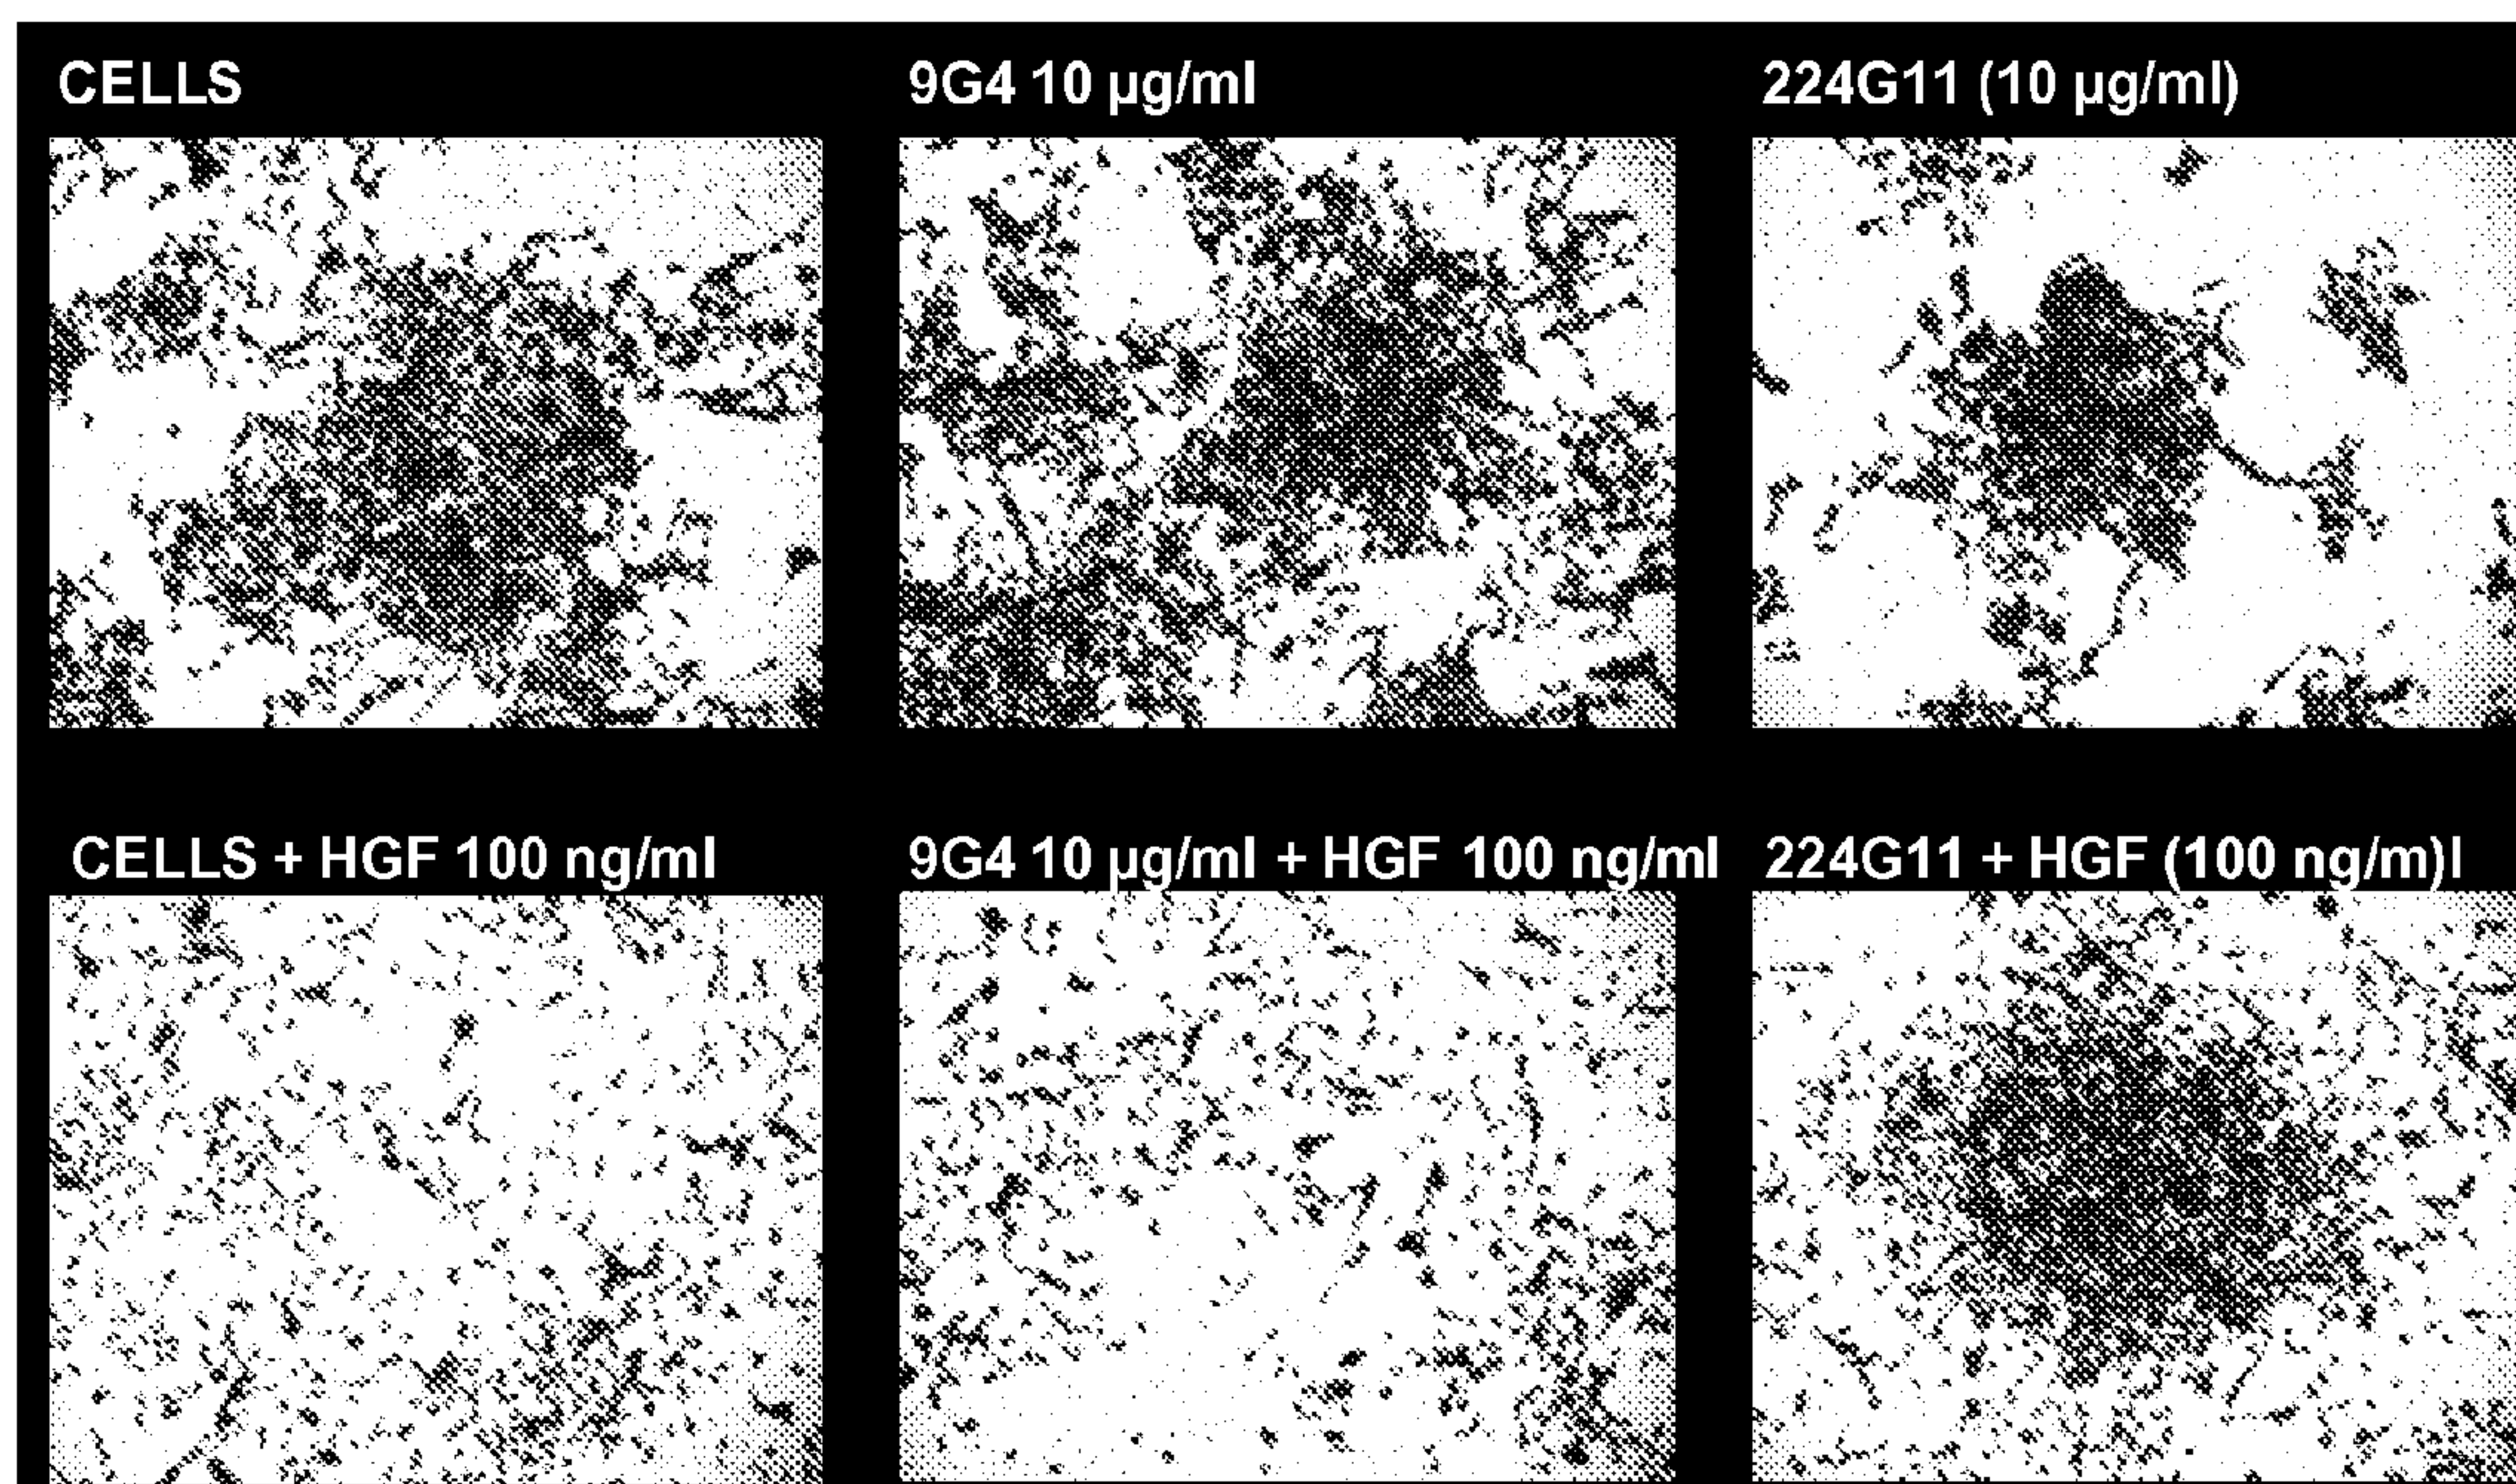 CELLS
9G4 10 µg/ml
224G11 (10 µg/ml)
CELLS + HGF 100 ng/ml
9G4 10 µg/ml + HGF 100 ng/ml
224G11 + HGF (100 ng/m)l